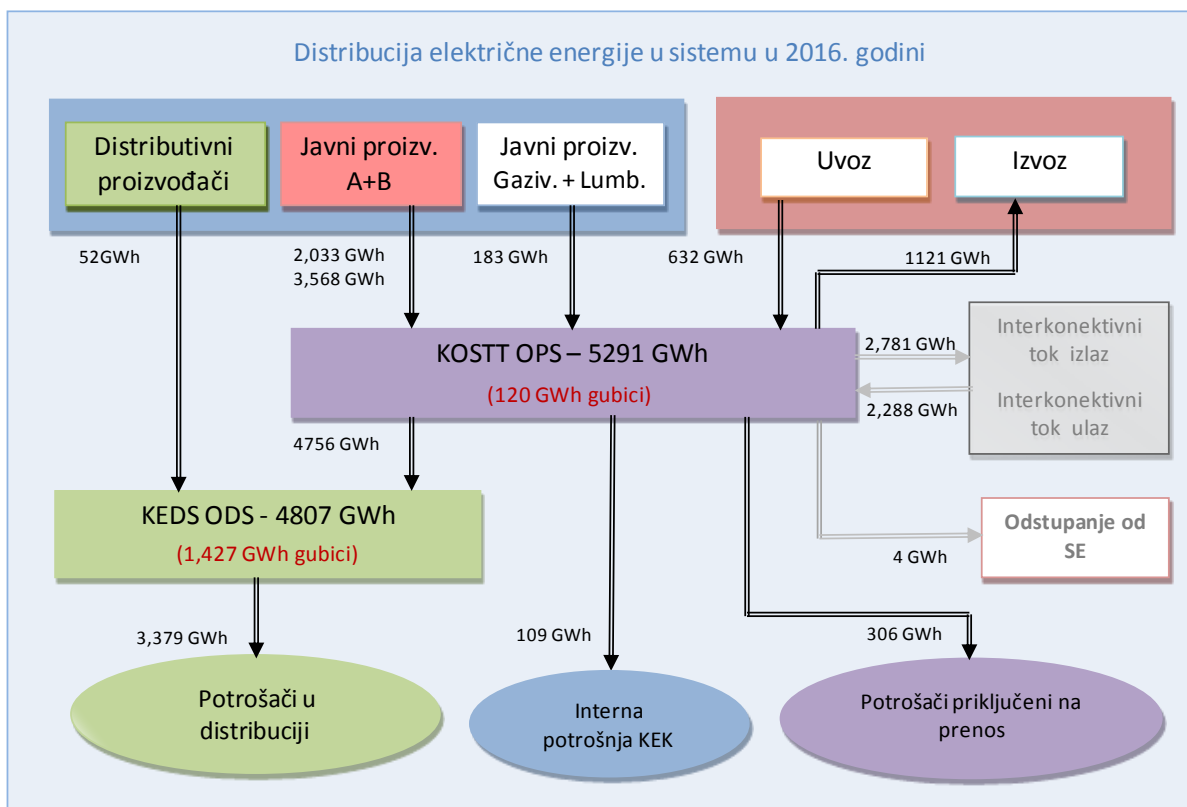 Distribucija električne energije u sistemu u 2016. godini
Distributivni
proizvođači
Javni proizv.
A+B
Javni proizv.
Gaziv. + Lumb.
Uvoz
Izvoz
52GWh
2,033 GWh
3,568 GWh
183 GWh
632 GWh
1121 GWh
KOSTT OPS – 5291 GWh
(120 GWh gubici)
2,781 GWh
2,288 GWh
Interkonektivni
tok izlaz
Interkonektivni
tok ulaz
4756 GWh
KEDS ODS - 4807 GWh
(1,427 GWh gubici)
Odstupanje od
SE
4 GWh
3,379 GWh
109 GWh
306 GWh
Potrošači u
distribuciji
Interna
potrošnja KEK
Potrošači priključeni na
prenos